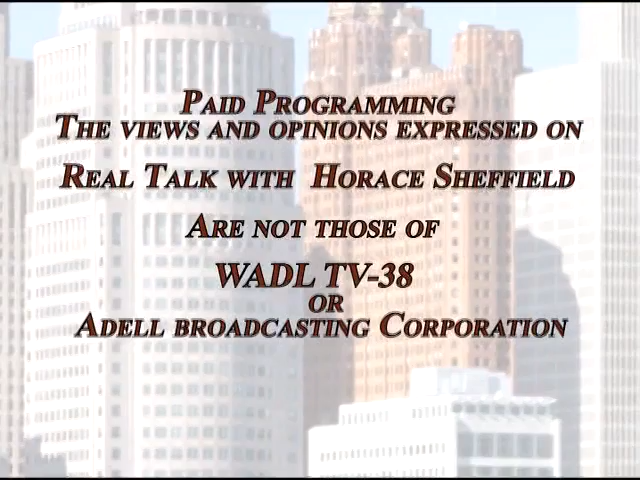 Paid Programming
The views and opinions expressed on
Real Talk with Horace Sheffield
Are not those of
WADL TV-38
or
Adell broadcasting Corporation